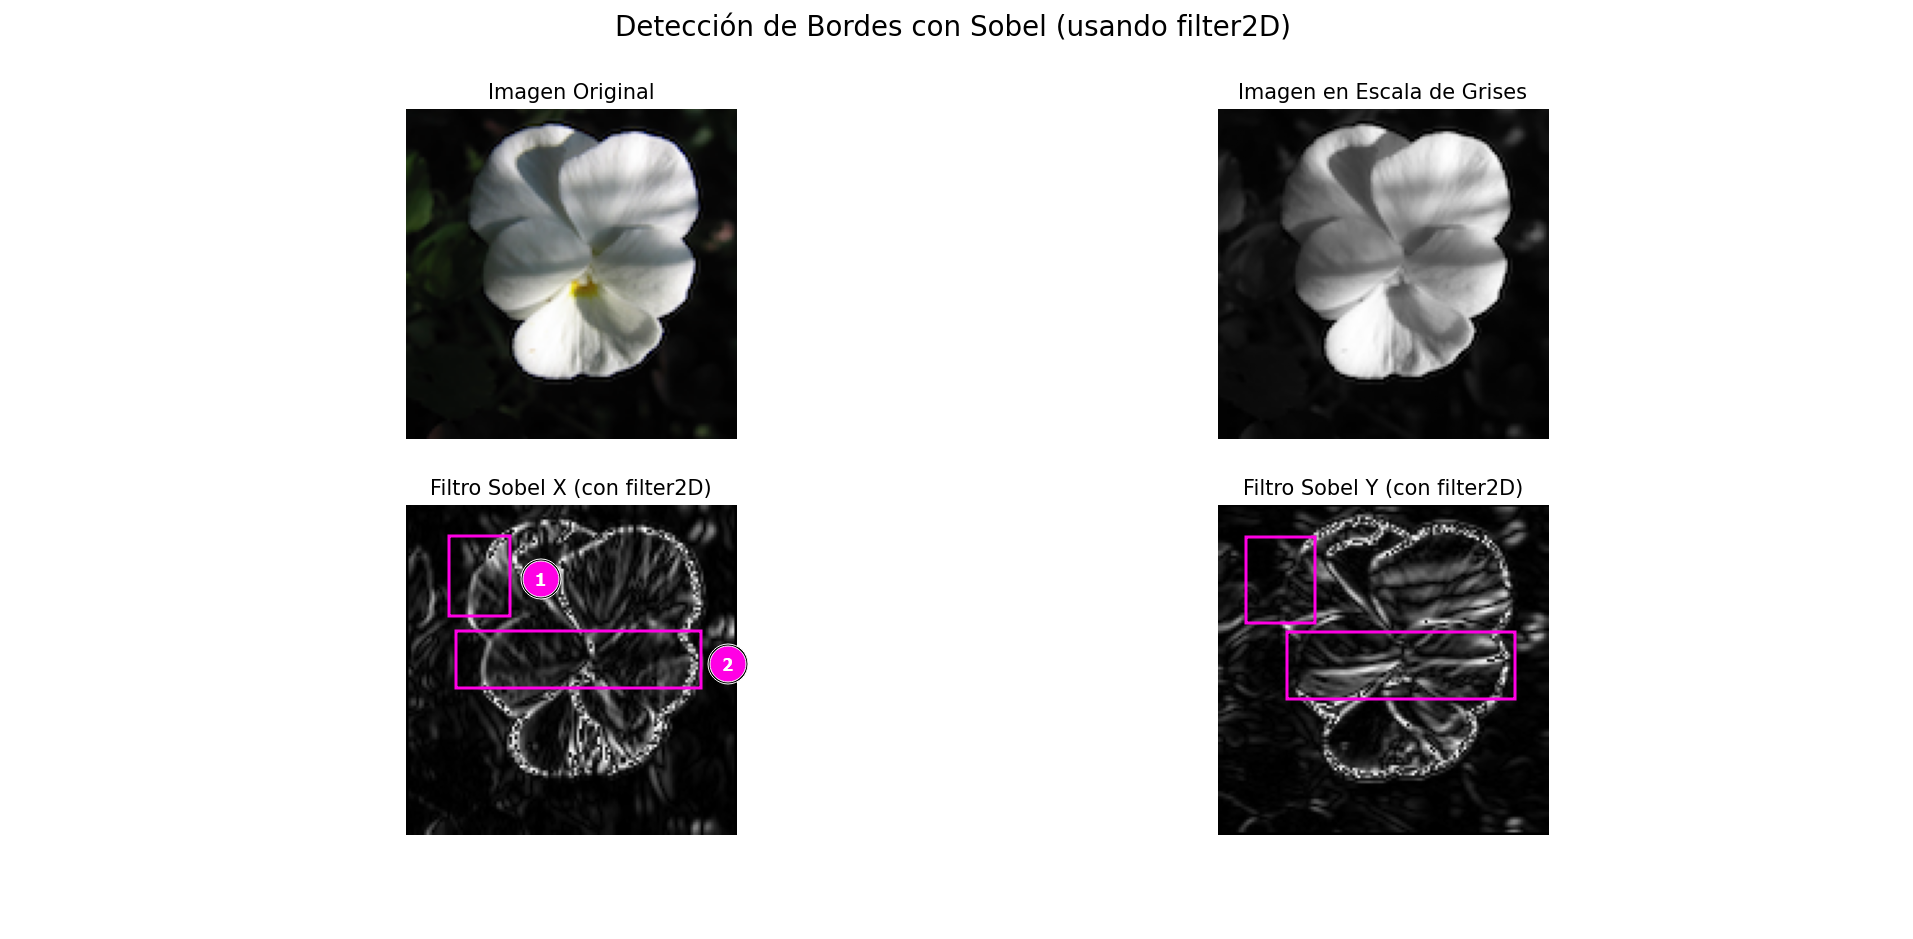 Detección de Bordes con Sobel (usando filter2D)
Imagen Original
Imagen en Escala de Grises
Filtro Sobel X (con filter2D)
Filtro Sobel Y (con filter2D)
1
2